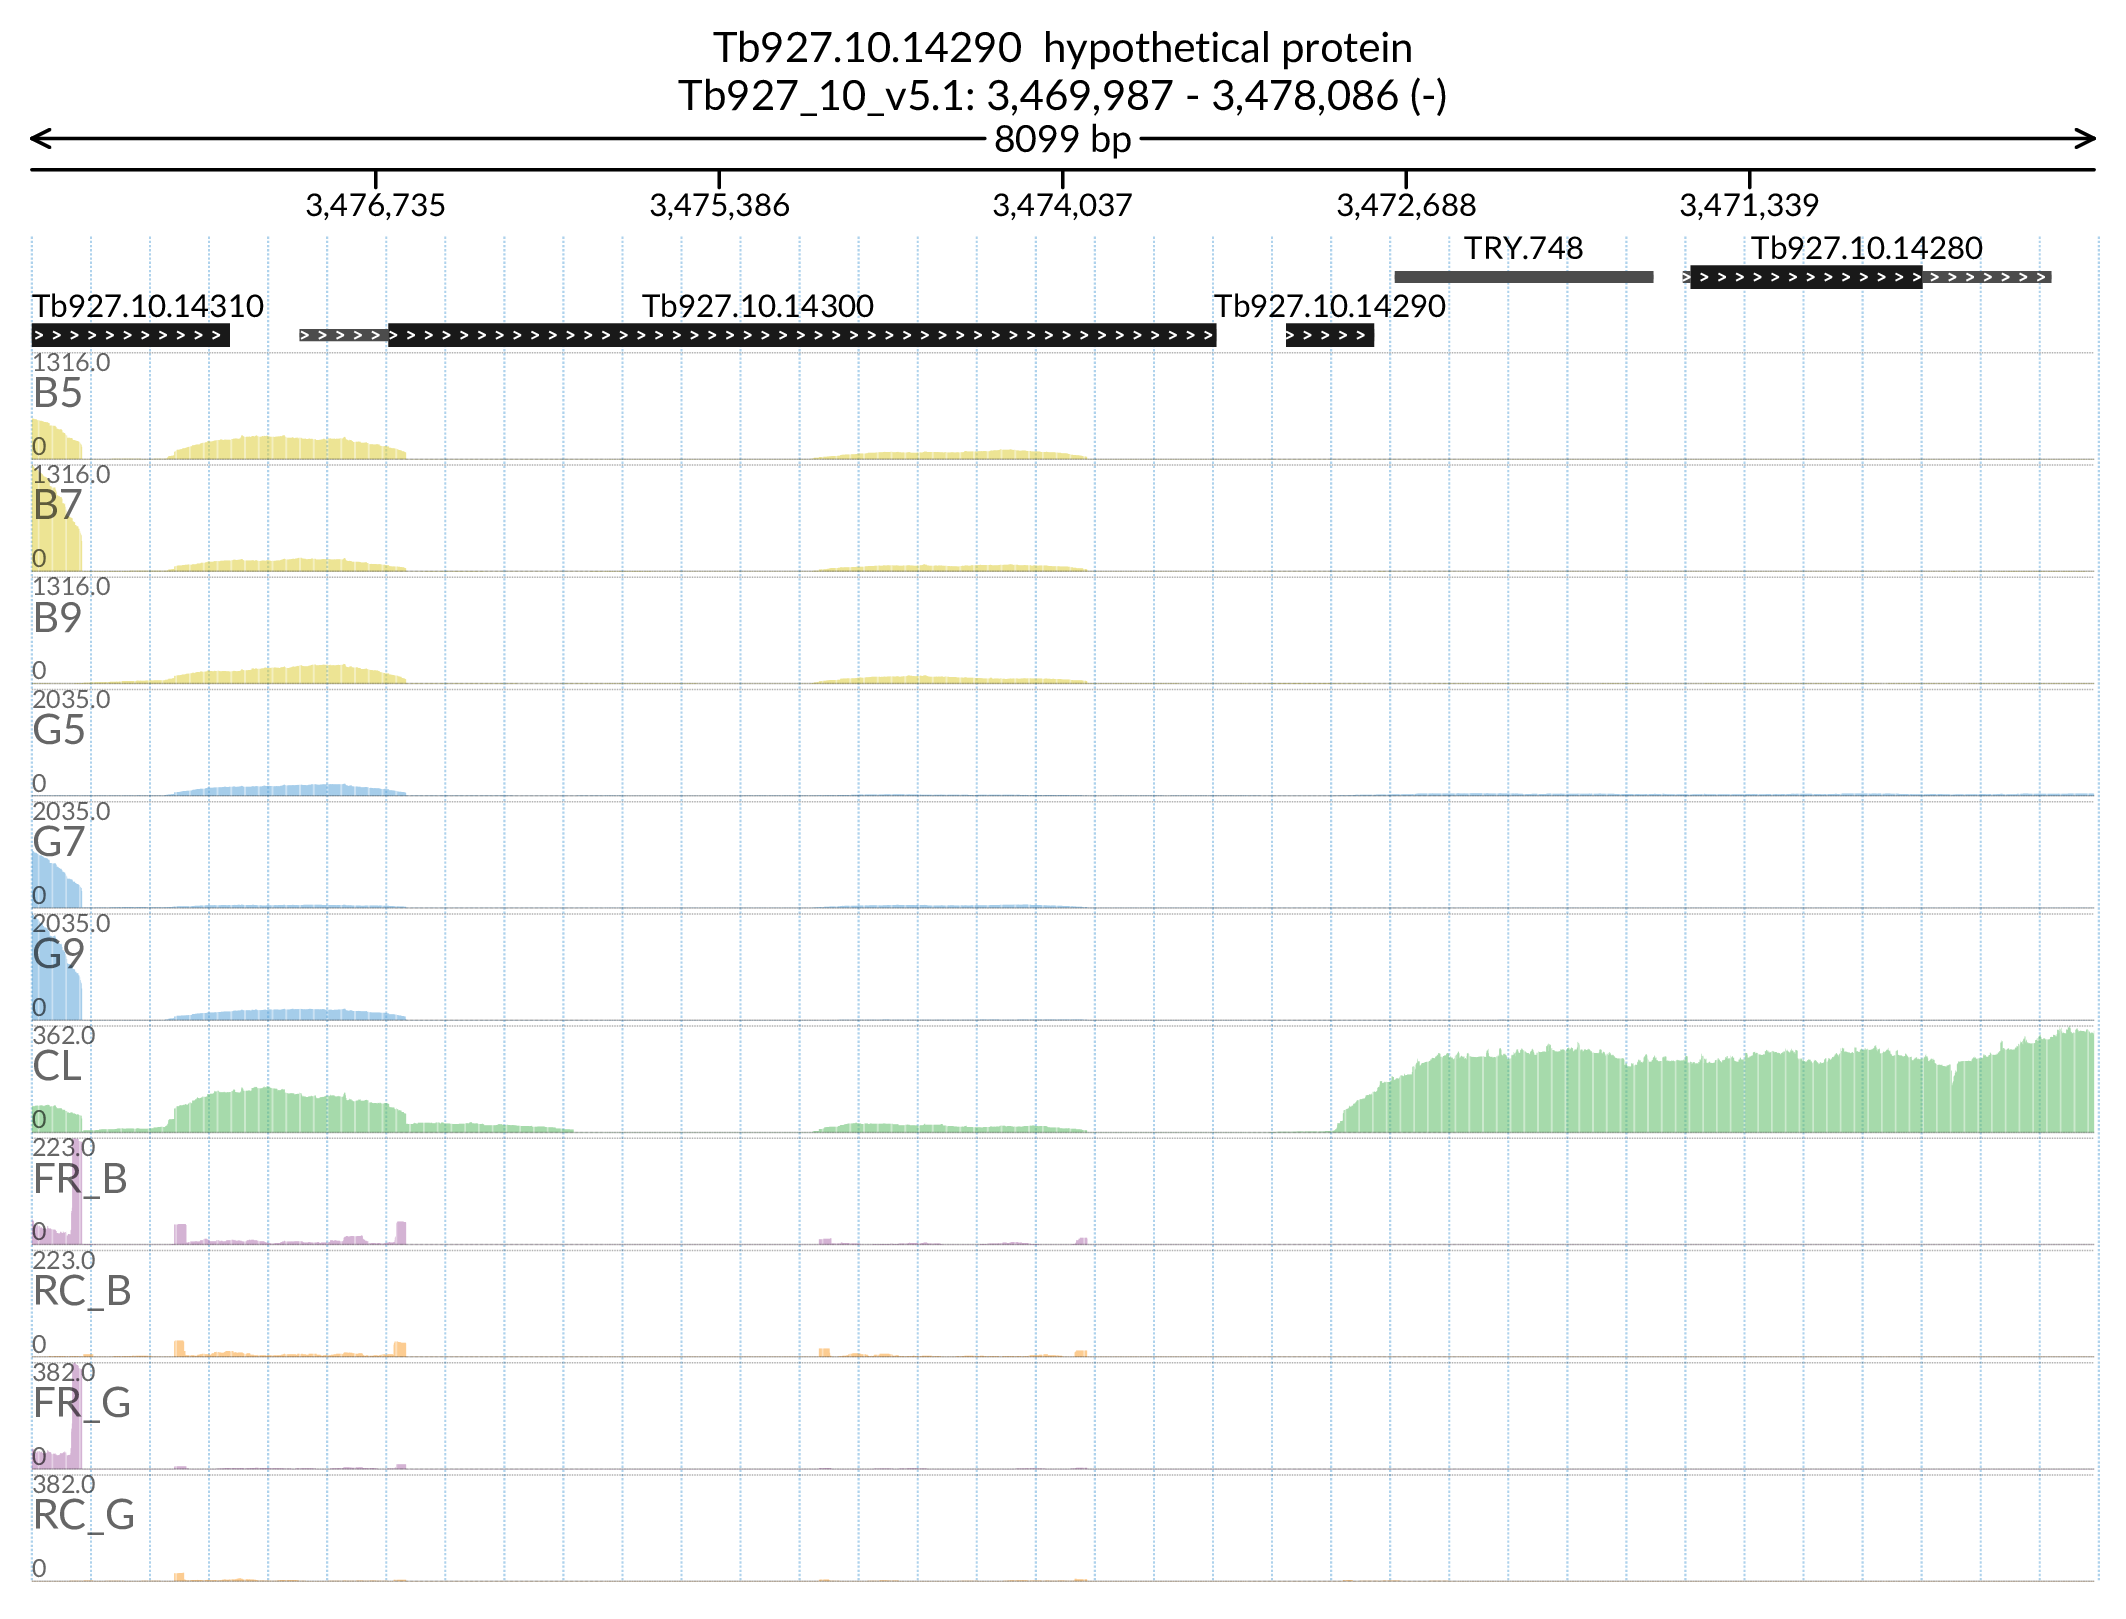 Tb927.10.14290 hypothetical protein
Tb927_10_v5.1: 3,469,987 - 3,478,086 (-)
8099 bp
3,476,735 3,475,386 3,474,037 3,472,688 3,471,339
TRY.748 Tb927.10.14280
Tb927.10.14310 Tb927.10.14300 Tb927.10.14290
1316.0
B5
0
1316.0
B7
0
1316.0
B9
0
2035.0
G5
0
2035.0
G7
0
2035.0
G9
0
362.0
CL
0
223.0
FR_B
0
223.0
RC_B
0
382.0
FR_G
0
382.0
RC_G
0